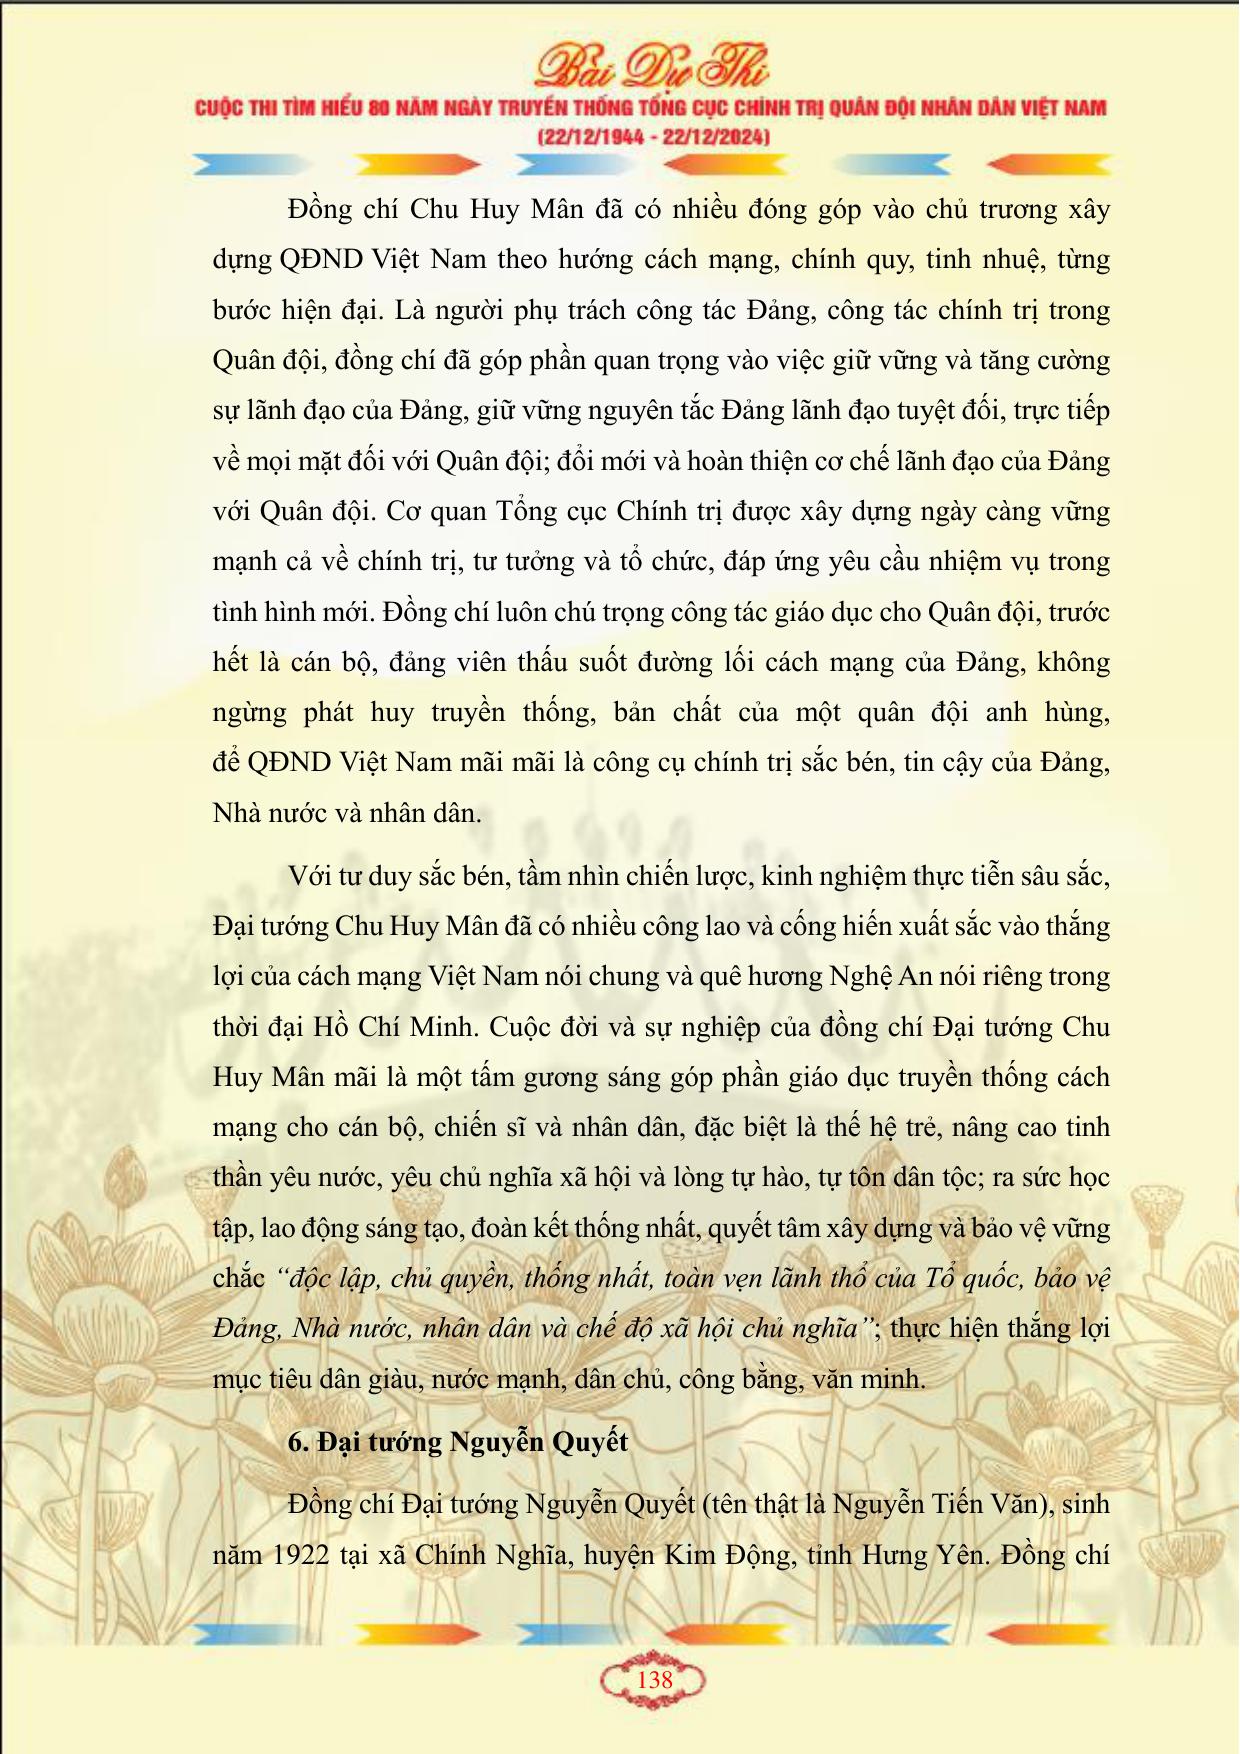 Bài Dự Thi
CUỘC THI TÌM HIỂU 80 NĂM NGÀY TRUYỀN THỐNG TỔNG CỤC CHÍNH TRỊ QUÂN ĐỘI NHÂN DÂN VIỆT NAM
(22/12/1944 - 22/12/2024)
Đồng chí Chu Huy Mân đã có nhiều đóng góp vào chủ trương xây
dựng QĐND Việt Nam theo hướng cách mạng, chính quy, tinh nhuệ, từng
bước hiện đại. Là người phụ trách công tác Đảng, công tác chính trị trong
Quân đội, đồng chí đã góp phần quan trọng vào việc giữ vững và tăng cường
sự lãnh đạo của Đảng, giữ vững nguyên tắc Đảng lãnh đạo tuyệt đối, trực tiếp
về mọi mặt đối với Quân đội; đổi mới và hoàn thiện cơ chế lãnh đạo của Đảng
với Quân đội. Cơ quan Tổng cục Chính trị được xây dựng ngày càng vững
mạnh cả về chính trị, tư tưởng và tổ chức, đáp ứng yêu cầu nhiệm vụ trong
tình hình mới. Đồng chí luôn chú trọng công tác giáo dục cho Quân đội, trước
hết là cán bộ, đảng viên thấu suốt đường lối cách mạng của Đảng, không
ngừng phát huy truyền thống, bản chất của một quân đội anh hùng,
để QĐND Việt Nam mãi mãi là công cụ chính trị sắc bén, tin cậy của Đảng,
Nhà nước và nhân dân.
Với tư duy sắc bén, tầm nhìn chiến lược, kinh nghiệm thực tiễn sâu sắc,
Đại tướng Chu Huy Mân đã có nhiều công lao và cống hiến xuất sắc vào thắng
lợi của cách mạng Việt Nam nói chung và quê hương Nghệ An nói riêng trong
thời đại Hồ Chí Minh. Cuộc đời và sự nghiệp của đồng chí Đại tướng Chu
Huy Mân mãi là một tấm gương sáng góp phần giáo dục truyền thống cách
mạng cho cán bộ, chiến sĩ và nhân dân, đặc biệt là thế hệ trẻ, nâng cao tinh
thần yêu nước, yêu chủ nghĩa xã hội và lòng tự hào, tự tôn dân tộc; ra sức học
tập, lao động sáng tạo, đoàn kết thống nhất, quyết tâm xây dựng và bảo vệ vững
chắc “độc lập, chủ quyền, thống nhất, toàn vẹn lãnh thổ của Tổ quốc, bảo vệ
Đảng, Nhà nước, nhân dân và chế độ xã hội chủ nghĩa”; thực hiện thắng lợi
mục tiêu dân giàu, nước mạnh, dân chủ, công bằng, văn minh.
6. Đại tướng Nguyễn Quyết
Đồng chí Đại tướng Nguyễn Quyết (tên thật là Nguyễn Tiến Văn), sinh
năm 1922 tại xã Chính Nghĩa, huyện Kim Động, tỉnh Hưng Yên. Đồng chí
138